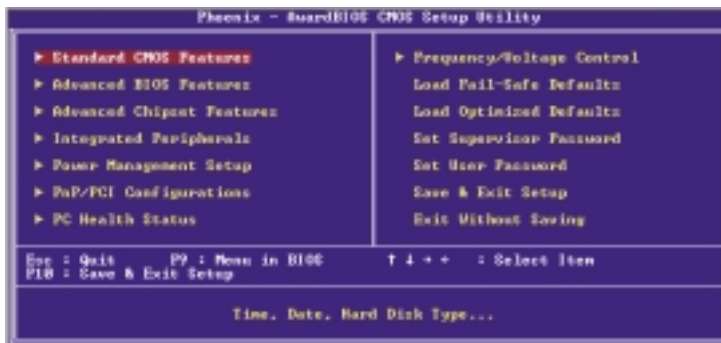 Phoenix - AwardBIOS CMOS Setup Utility
► Standard CMOS Features
► Advanced BIOS Features
► Advanced Chipset Features
► Integrated Peripherals
► Power Management Setup
► PnP/PCI Configurations
► PC Health Status
► Frequency/Voltage Control
Load Fail-Safe Defaults
Load Optimized Defaults
Set Supervisor Password
Set User Password
Save & Exit Setup
Exit Without Saving
Esc : Quit F9 : Menu in BIOS ↑ ↓ → ← : Select Item
F10 : Save & Exit Setup
Time, Date, Hard Disk Type...